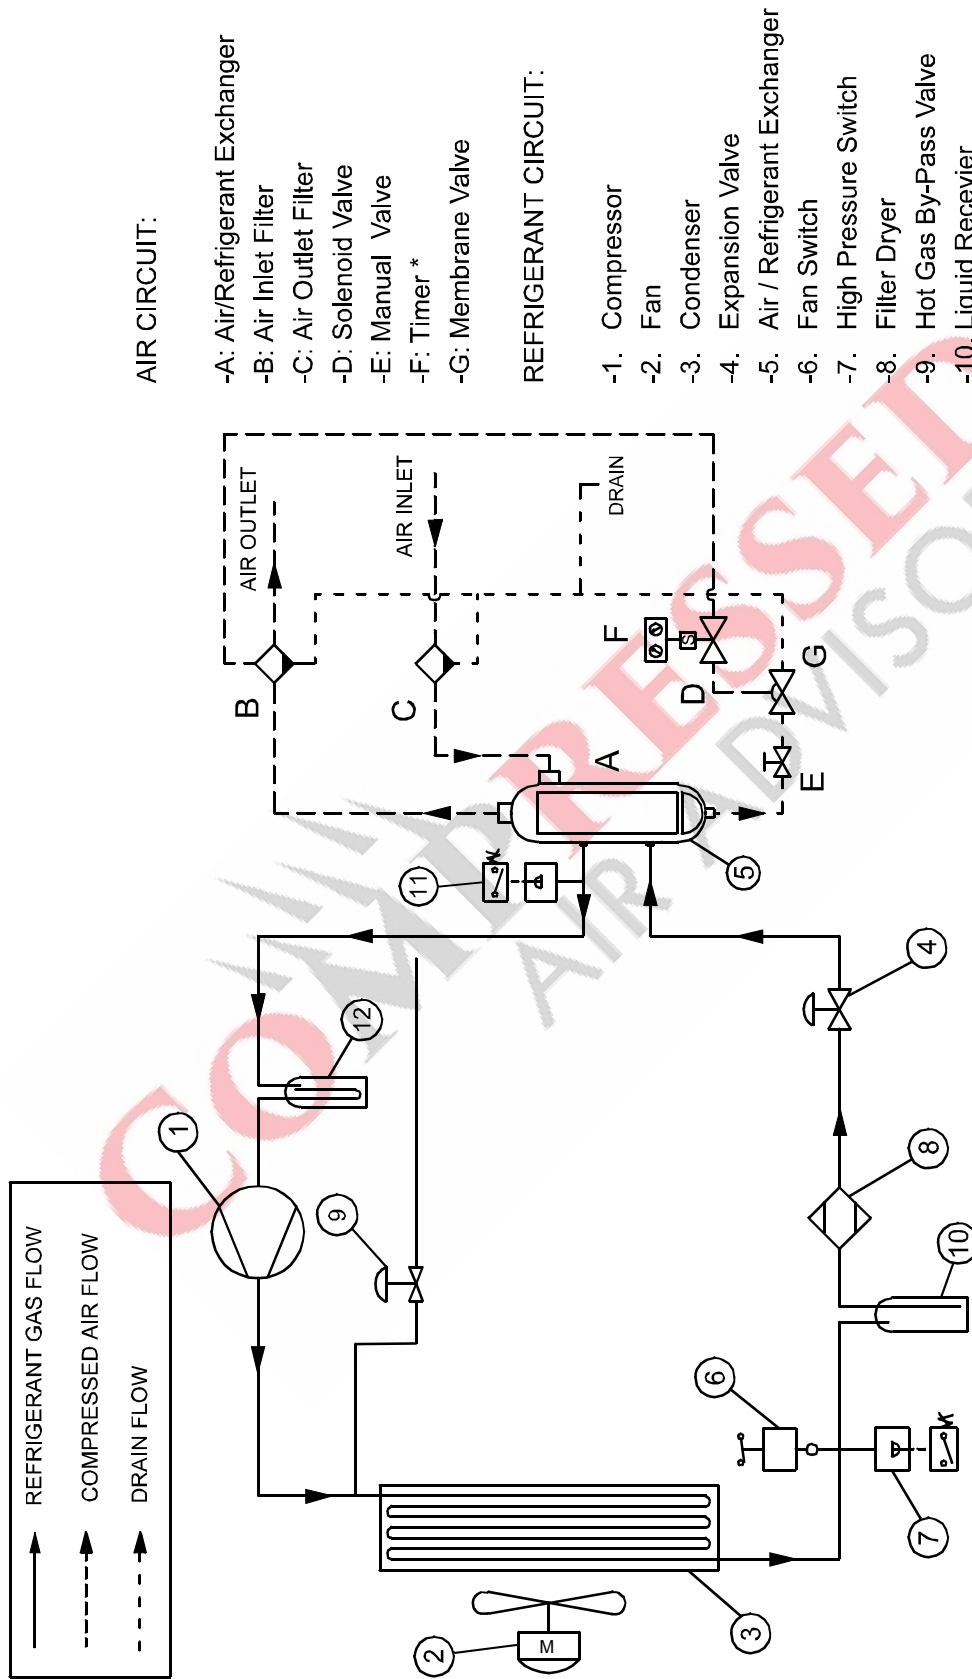 REFRIGERANT GAS FLOW
COMPRESSED AIR FLOW
DRAIN FLOW
AIR CIRCUIT:
-A: Air/Refrigerant Exchanger
-B: Air Inlet Filter
-C: Air Outlet Filter
-D: Solenoid Valve
-E: Manual Valve
-F: Timer *
-G: Membrane Valve
REFRIGERANT CIRCUIT:
-1. Compressor
-2. Fan
-3. Condenser
-4. Expansion Valve
-5. Air / Refrigerant Exchanger
-6. Fan Switch
-7. High Pressure Switch
-8. Filter Dryer
-9. Hot Gas By-Pass Valve
-10. Liquid Recevier
AIR OUTLET
AIR INLET
DRAIN
B
C
F
S
D
G
A
E
1
2
M
3
4
5
6
7
8
9
10
11
12
COMPRESSED
AIR ADVISO